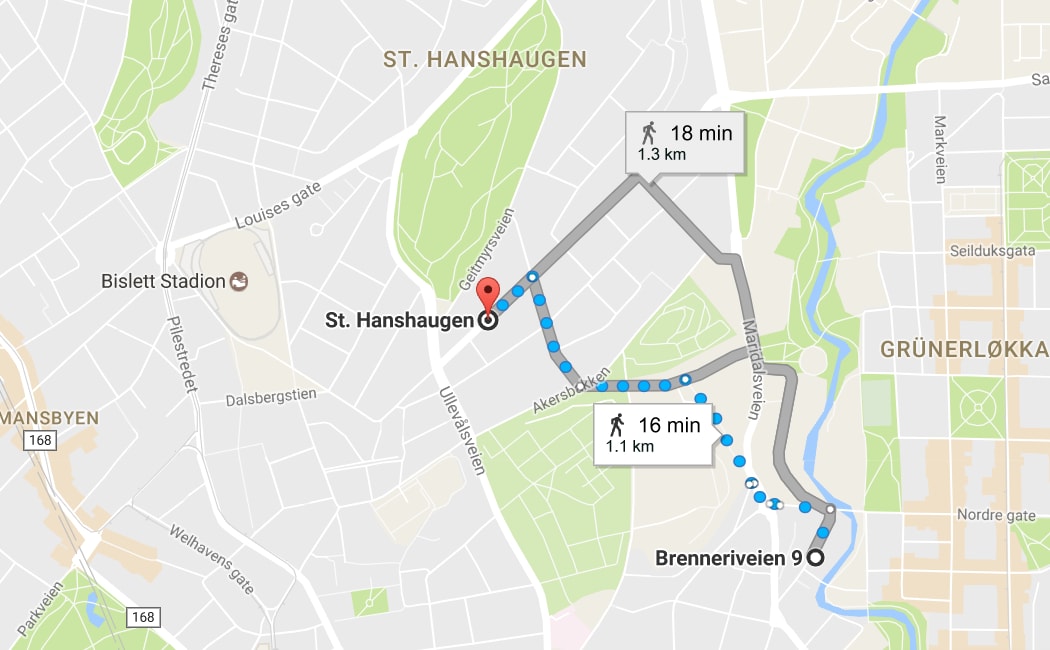 Thereses gate
ST. HANSHAUGEN
Sa
18 min
1.3 km
Markveien
Louises gate
Geitmyrsveien
Seilduksgata
Bislett Stadion
St. Hanshaugen
Pilestredet
Maridalsveien
GRÜNERLØKKA
Akersbakken
Dalsbergstien
MANSBYEN
168
Ullevålsveien
16 min
1.1 km
Nordre gate
Welhavens gate
Brenneriveien 9
Parkveien
168